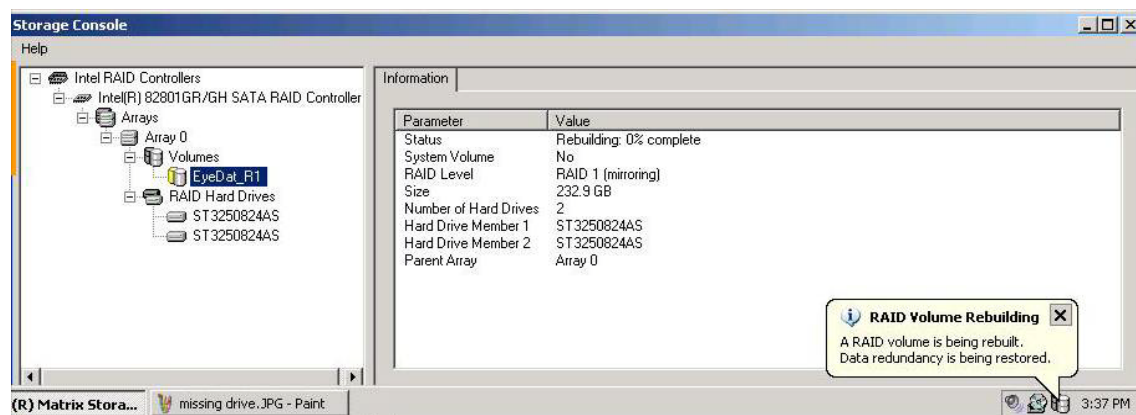 Storage Console
Help
Intel RAID Controllers
Intel(R) 82801GR/GH SATA RAID Controller
Arrays
Array 0
Volumes
EyeDat_R1
RAID Hard Drives
ST3250824AS
ST3250824AS
Information
Parameter Value
Status Rebuilding: 0% complete
System Volume No
RAID Level RAID 1 (mirroring)
Size 232.9 GB
Number of Hard Drives 2
Hard Drive Member 1 ST3250824AS
Hard Drive Member 2 ST3250824AS
Parent Array Array 0
RAID Volume Rebuilding
A RAID volume is being rebuilt.
Data redundancy is being restored.
(R) Matrix Stora...
missing drive.JPG - Paint
3:37 PM